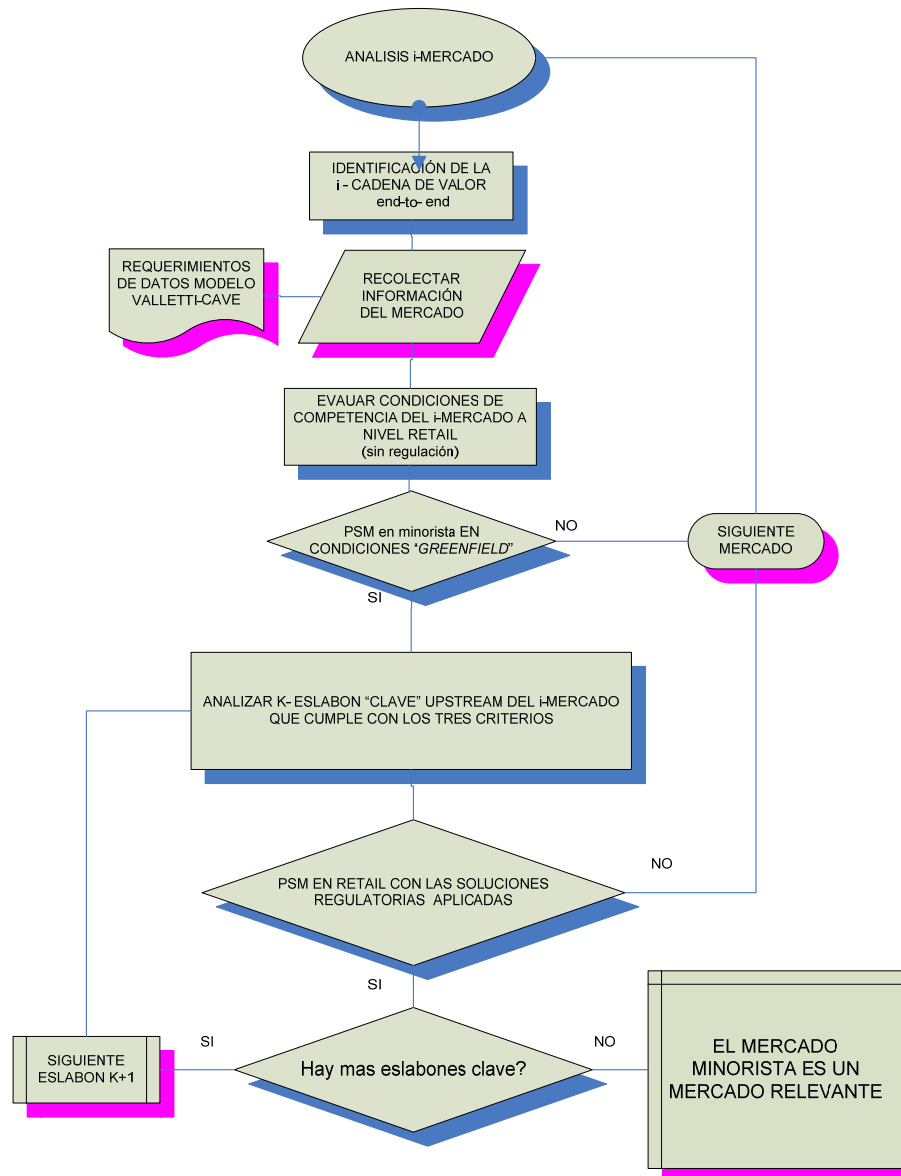 ANALISIS i-MERCADO
IDENTIFICACIÓN DE LA
i - CADENA DE VALOR
end-to- end
REQUERIMIENTOS
DE DATOS MODELO
VALLETTI-CAVE
RECOLECTAR
INFORMACIÓN
DEL MERCADO
EVAUAR CONDICIONES DE
COMPETENCIA DEL i-MERCADO A
NIVEL RETAIL
(sin regulación)
PSM en minorista EN
CONDICIONES "GREENFIELD"
NO
SIGUIENTE
MERCADO
SI
ANALIZAR K- ESLABON "CLAVE" UPSTREAM DEL i-MERCADO
QUE CUMPLE CON LOS TRES CRITERIOS
PSM EN RETAIL CON LAS SOLUCIONES
REGULATORIAS APLICADAS
NO
SI
Hay mas eslabones clave?
SI
SIGUIENTE
ESLABON K+1
NO
EL MERCADO
MINORISTA ES UN
MERCADO RELEVANTE